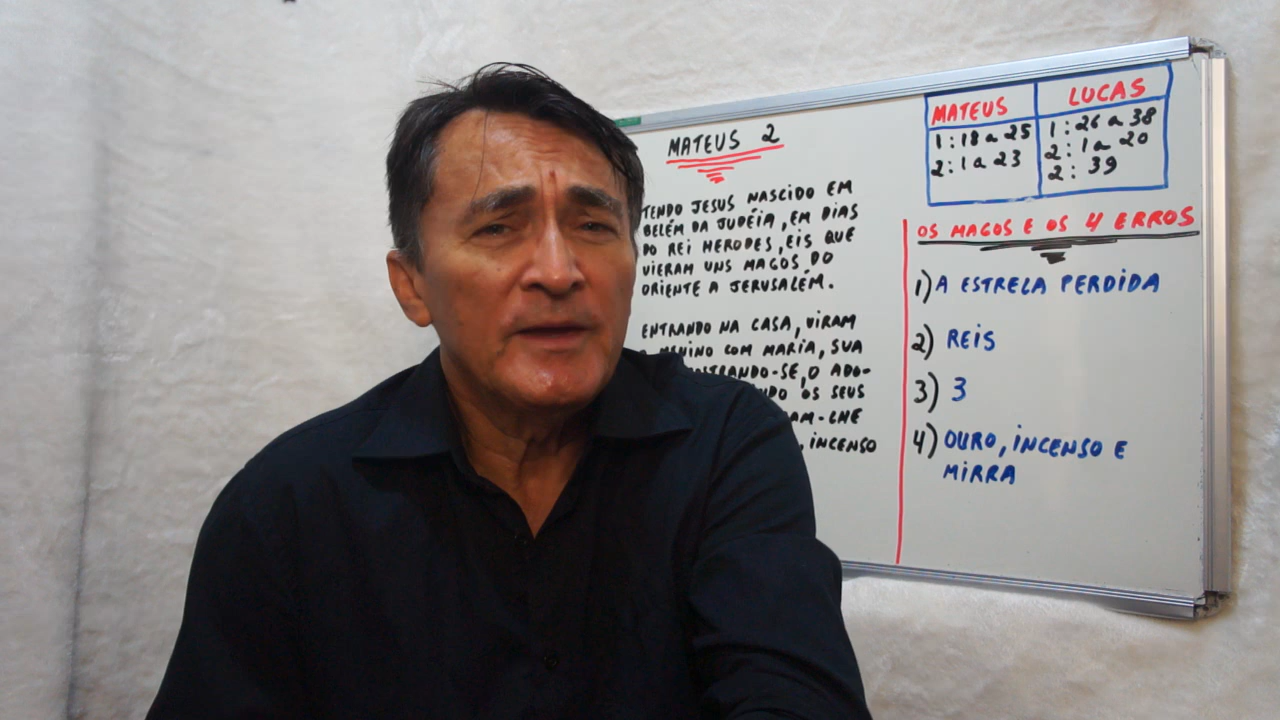 MATEUS 2
TENDO JESUS NASCIDO EM
BELÉM DA JUDÉIA, EM DIAS
DO REI HERODES, EIS QUE
VIERAM UNS MAGOS DO
ORIENTE A JERUSALÉM.
ENTRANDO NA CASA, VIRAM
MENINO COM MARIA, SUA
-SE, O ADO-
OS SEUS
-LHE
, INCENSO
MATEUS
1:18 a 25
2:1 a 23
LUCAS
1:26 a 38
2:1 a 20
2:39
OS MAGOS E OS 4 ERROS
1) A ESTRELA PERDIDA
2) REIS
3) 3
4) OURO, INCENSO E
MIRRA